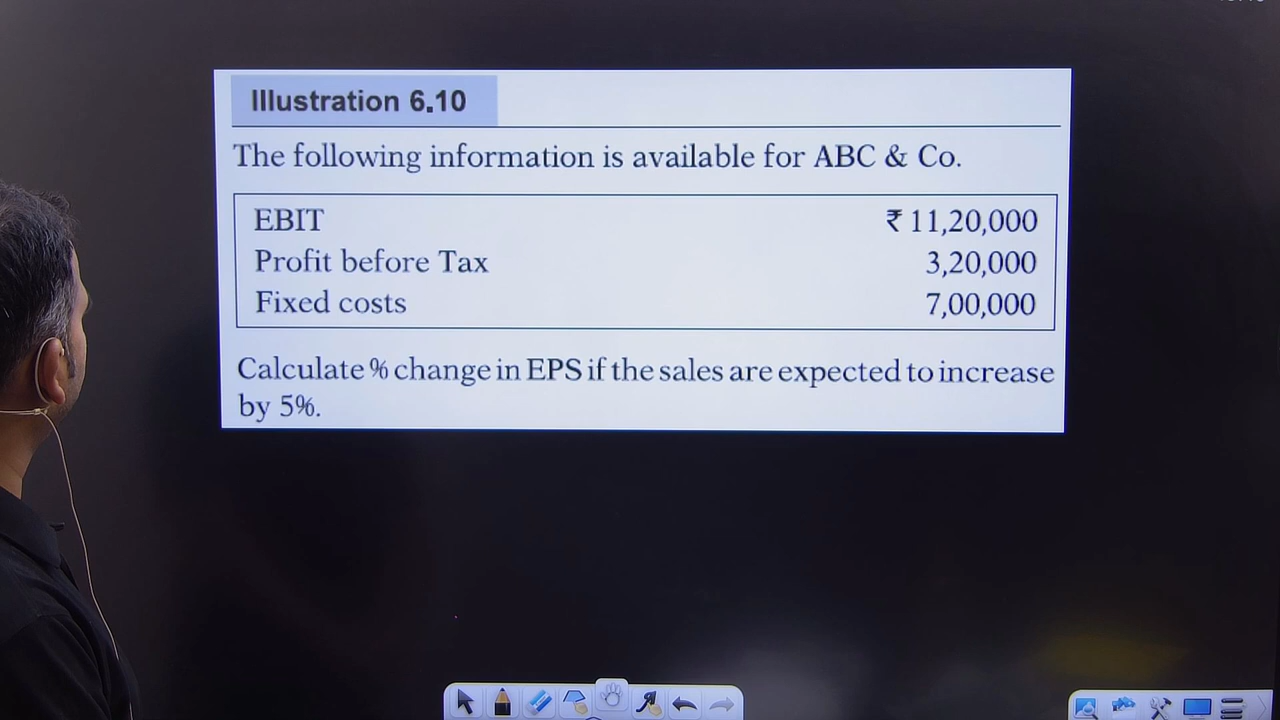 Illustration 6.10
The following information is available for ABC & Co.
EBIT ₹ 11,20,000
Profit before Tax 3,20,000
Fixed costs 7,00,000
Calculate % change in EPS if the sales are expected to increase
by 5%.